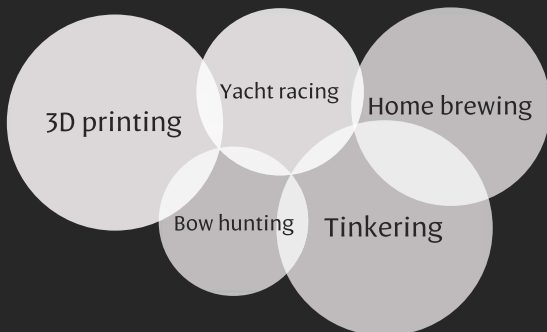 Yacht racing
Home brewing
3D printing
Bow hunting
Tinkering